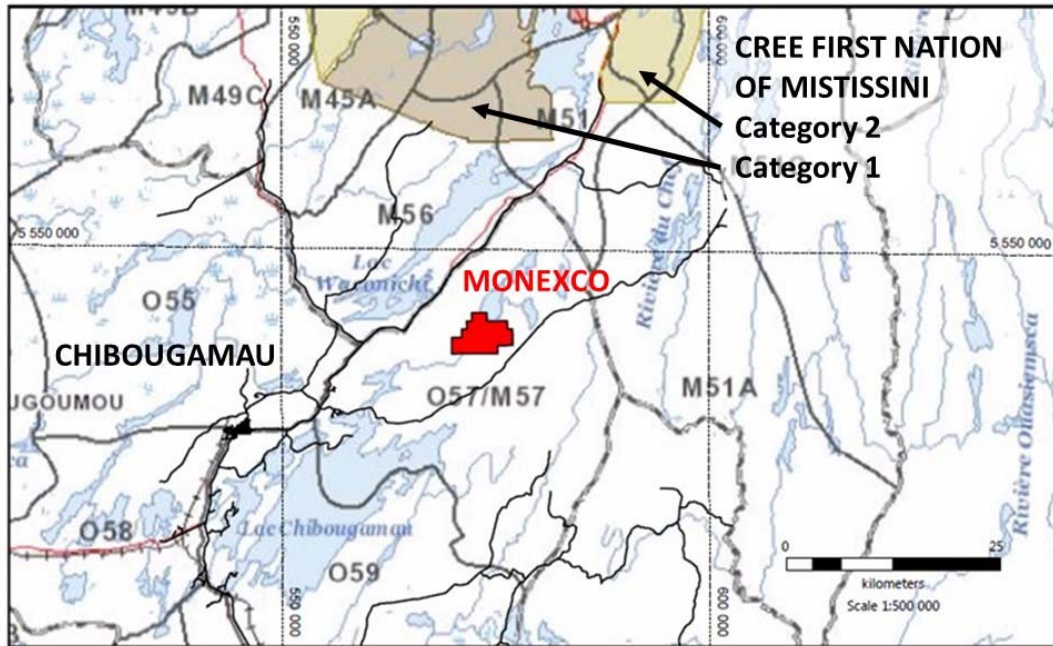 M49C
M45A
550 000
600 000
CREE FIRST NATION
OF MISTISSINI
Category 2
Category 1
M51
M56
5 550 000
5 550 000
Lac
Waconichi
MONEXCO
Rivière du Chef
O55
CHIBOUGAMAU
UGOUMOU
O57/M57
M51A
O58
Lac Chibougamau
O59
550 000
600 000
0
25
kilometers
Scale 1:500 000